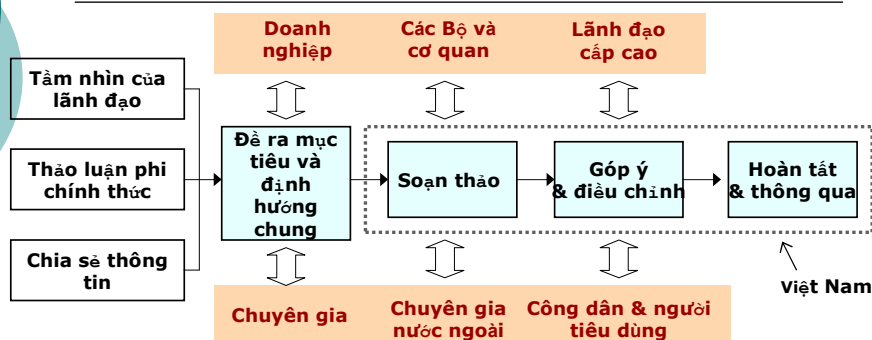 Doanh
nghiệp
Các Bộ và
cơ quan
Lãnh đạo
cấp cao
Tầm nhìn của
lãnh đạo
Thảo luận phi
chính thức
Chia sẻ thông
tin
Đề ra mục
tiêu và
định
hướng
chung
Soạn thảo
Góp ý
& điều chỉnh
Hoàn tất
& thông qua
Việt Nam
Chuyên gia
Chuyên gia
nước ngoài
Công dân & người
tiêu dùng